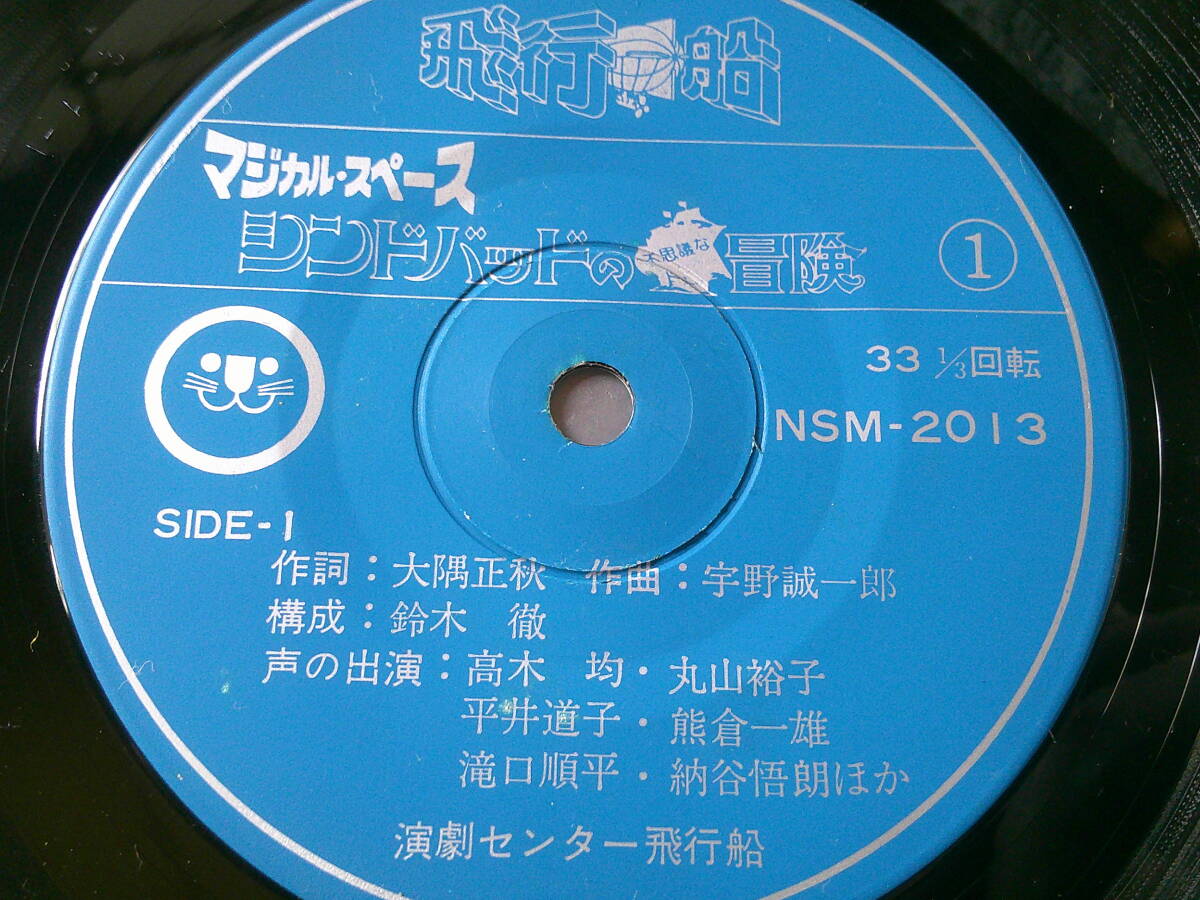 飛行船
マジカル・スペース
シンドバッドの不思議な冒険 ①
33 1/3回転
NSM-2013
SIDE-1
作詞：大隅正秋 作曲：宇野誠一郎
構成：鈴木 徹
声の出演：高木 均・丸山裕子
平井道子・熊倉一雄
滝口順平・納谷悟朗ほか
演劇センター飛行船